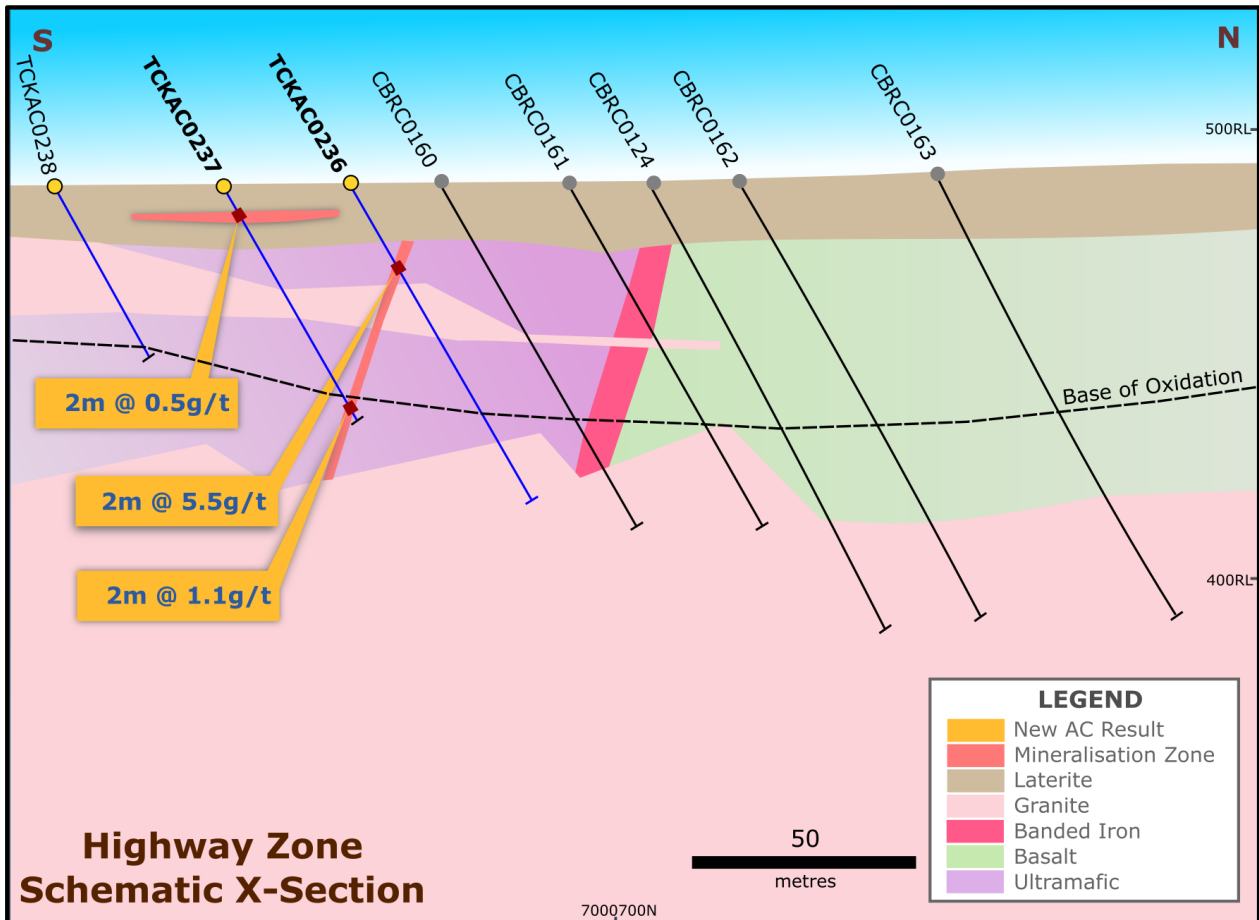 S
N
TCKAC0238
TCKAC0237
TCKAC0236
CBRC0160
CBRC0161
CBRC0124
CBRC0162
CBRC0163
500RL
Base of Oxidation
2m @ 0.5g/t
2m @ 5.5g/t
2m @ 1.1g/t
400RL
LEGEND
New AC Result
Mineralisation Zone
Laterite
Granite
Banded Iron
Basalt
Ultramafic
Highway Zone
Schematic X-Section
50
metres
7000700N